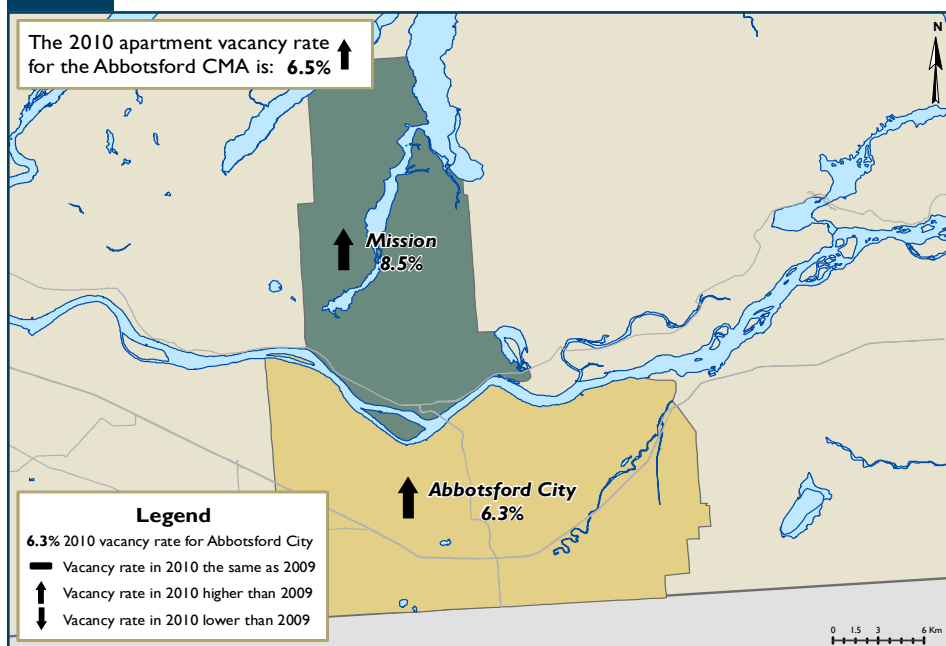 The 2010 apartment vacancy rate
for the Abbotsford CMA is: 6.5%
N
Mission
8.5%
Abbotsford City
6.3%
Legend
6.3% 2010 vacancy rate for Abbotsford City
Vacancy rate in 2010 the same as 2009
Vacancy rate in 2010 higher than 2009
Vacancy rate in 2010 lower than 2009
0 1.5 3 6 Km